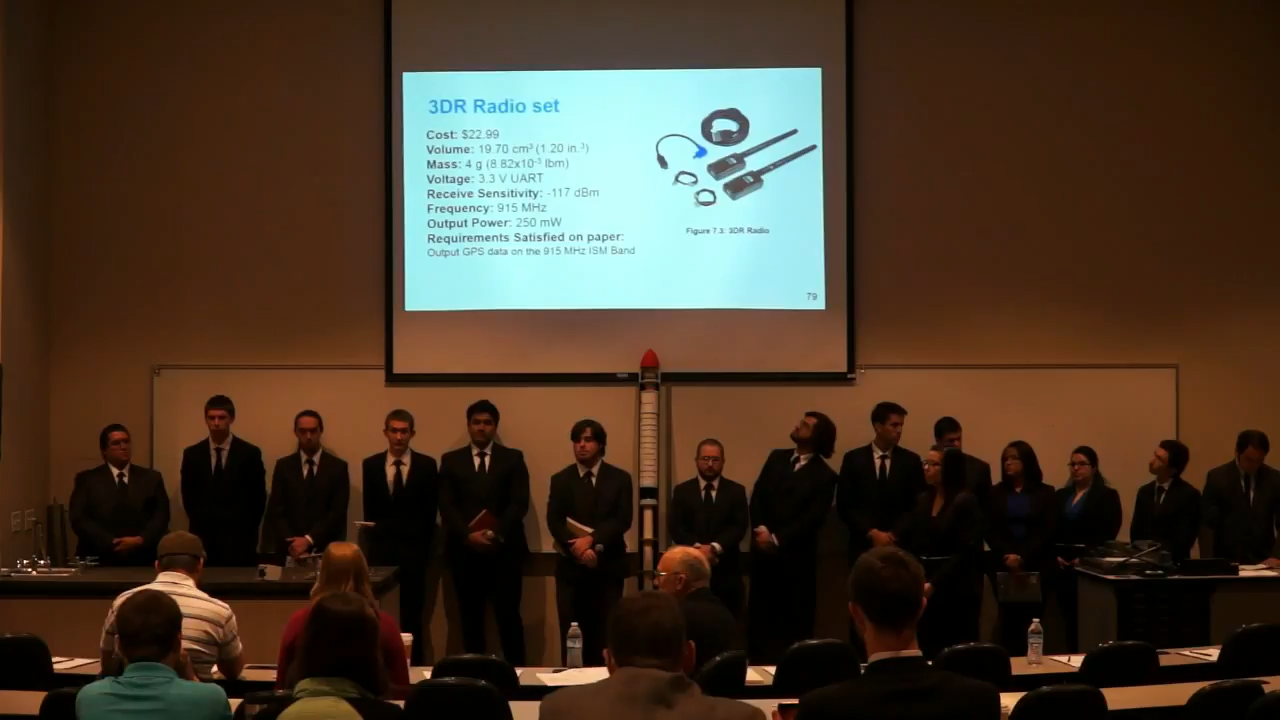 3DR Radio set
Cost: $22.99
Volume: 19.70 cm³ (1.20 in.³)
Mass: 4 g (8.82x10⁻³ lbm)
Voltage: 3.3 V UART
Receive Sensitivity: -117 dBm
Frequency: 915 MHz
Output Power: 250 mW
Requirements Satisfied on paper:
Output GPS data on the 915 MHz ISM Band
Figure 7.3: 3DR Radio
79